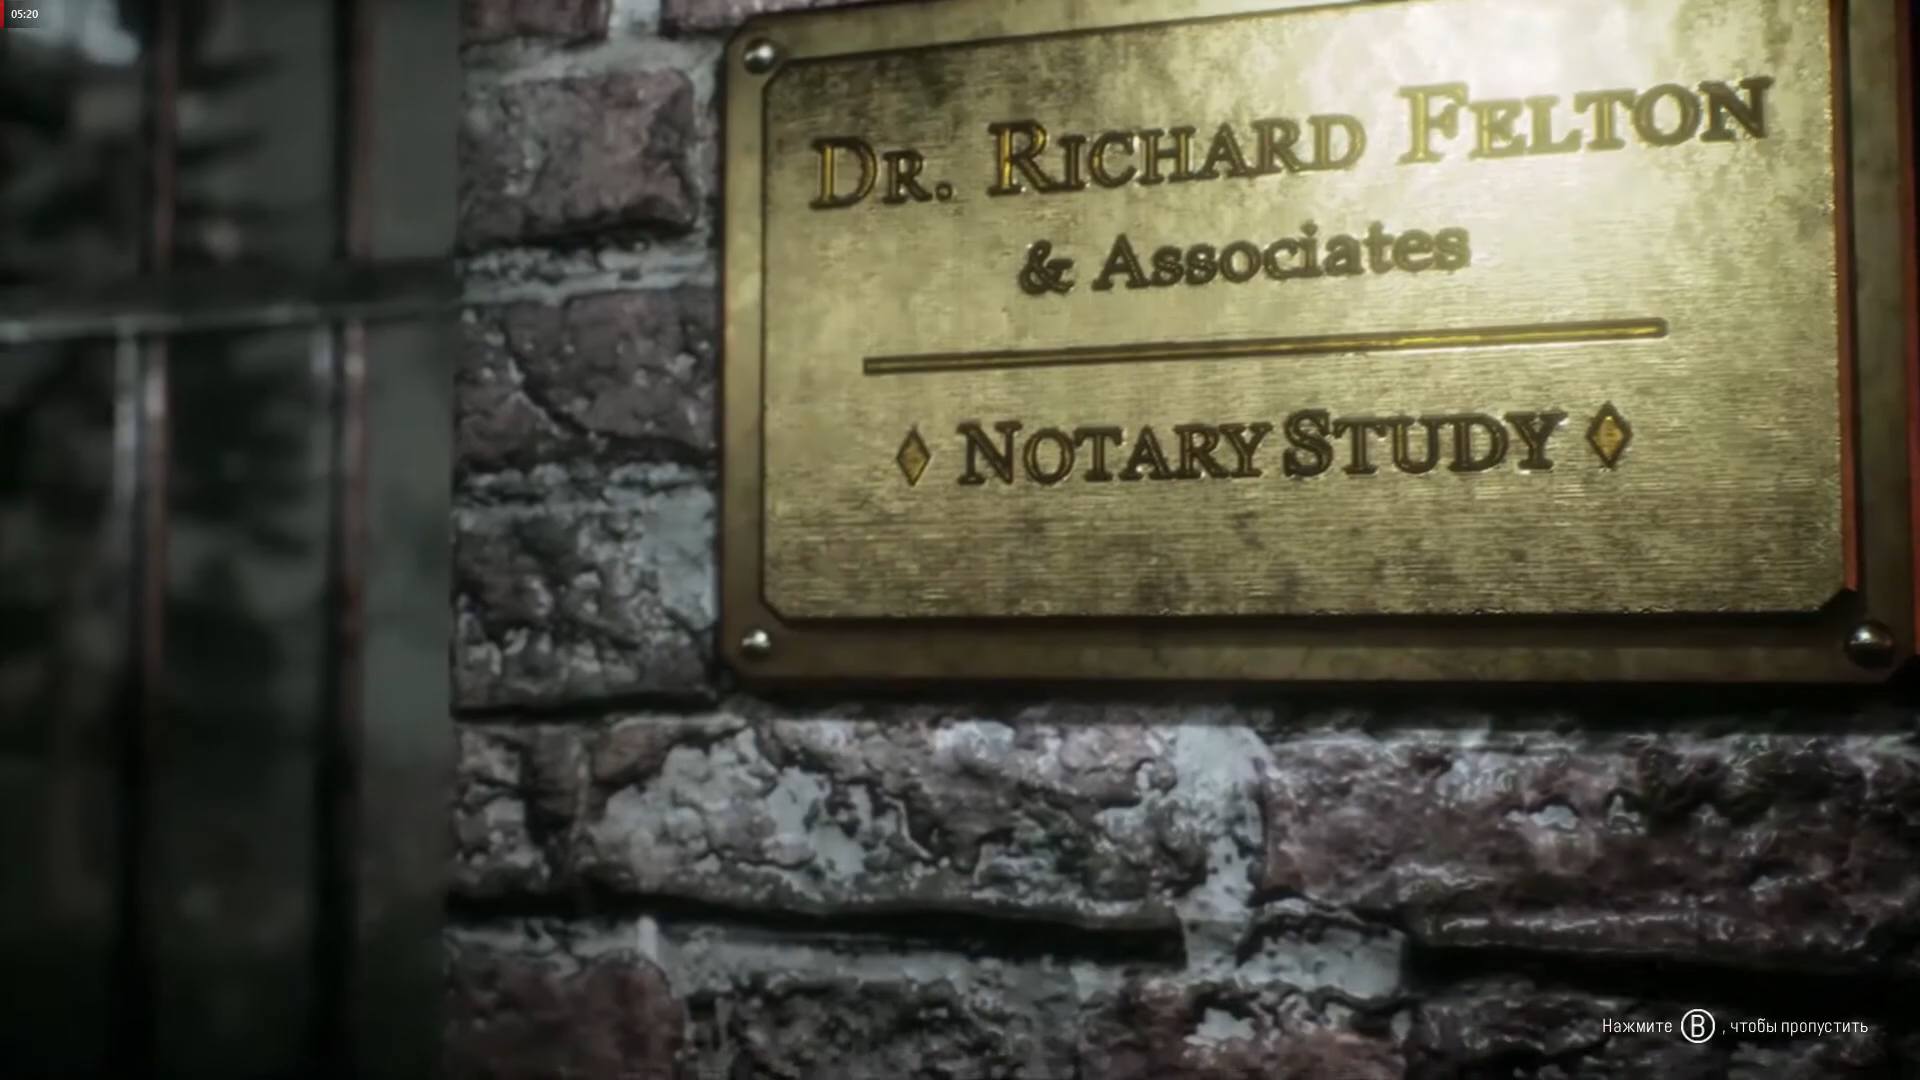 05:20
DR. RICHARD FELTON
& Associates
NOTARY STUDY
Нажмите B, чтобы пропустить